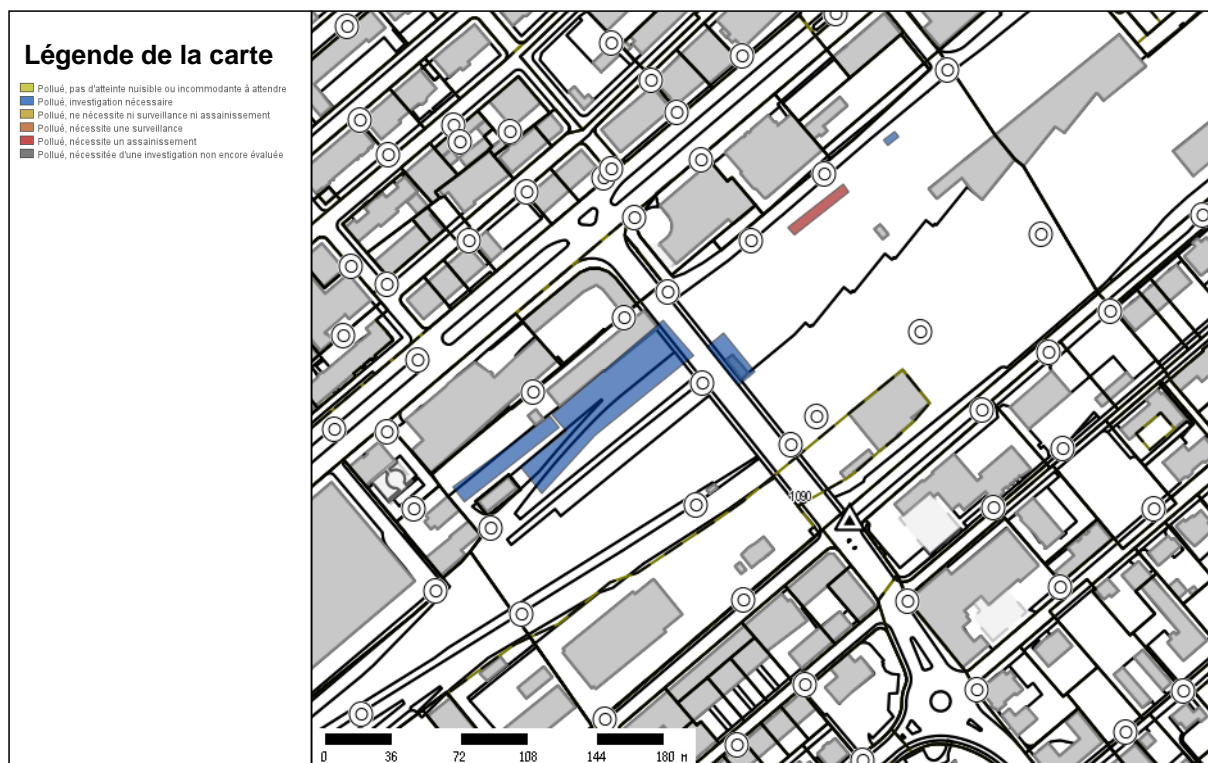 Légende de la carte
Pollué, pas d'atteinte nuisible ou incommodante à attendre
Pollué, investigation nécessaire
Pollué, ne nécessite ni surveillance ni assainissement
Pollué, nécessite une surveillance
Pollué, nécessite un assainissement
Pollué, nécessitée d'une investigation non encore évaluée
1090
0 36 72 108 144 180 M